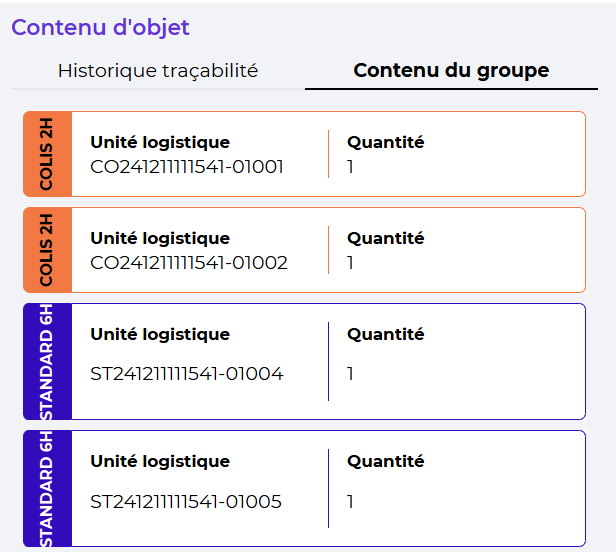 Contenu d'objet
Historique traçabilité
Contenu du groupe
COLIS 2H
Unité logistique
Quantité
CO241211111541-01001
1
COLIS 2H
Unité logistique
Quantité
CO241211111541-01002
1
STANDARD 6H
Unité logistique
Quantité
ST241211111541-01004
1
STANDARD 6H
Unité logistique
Quantité
ST241211111541-01005
1